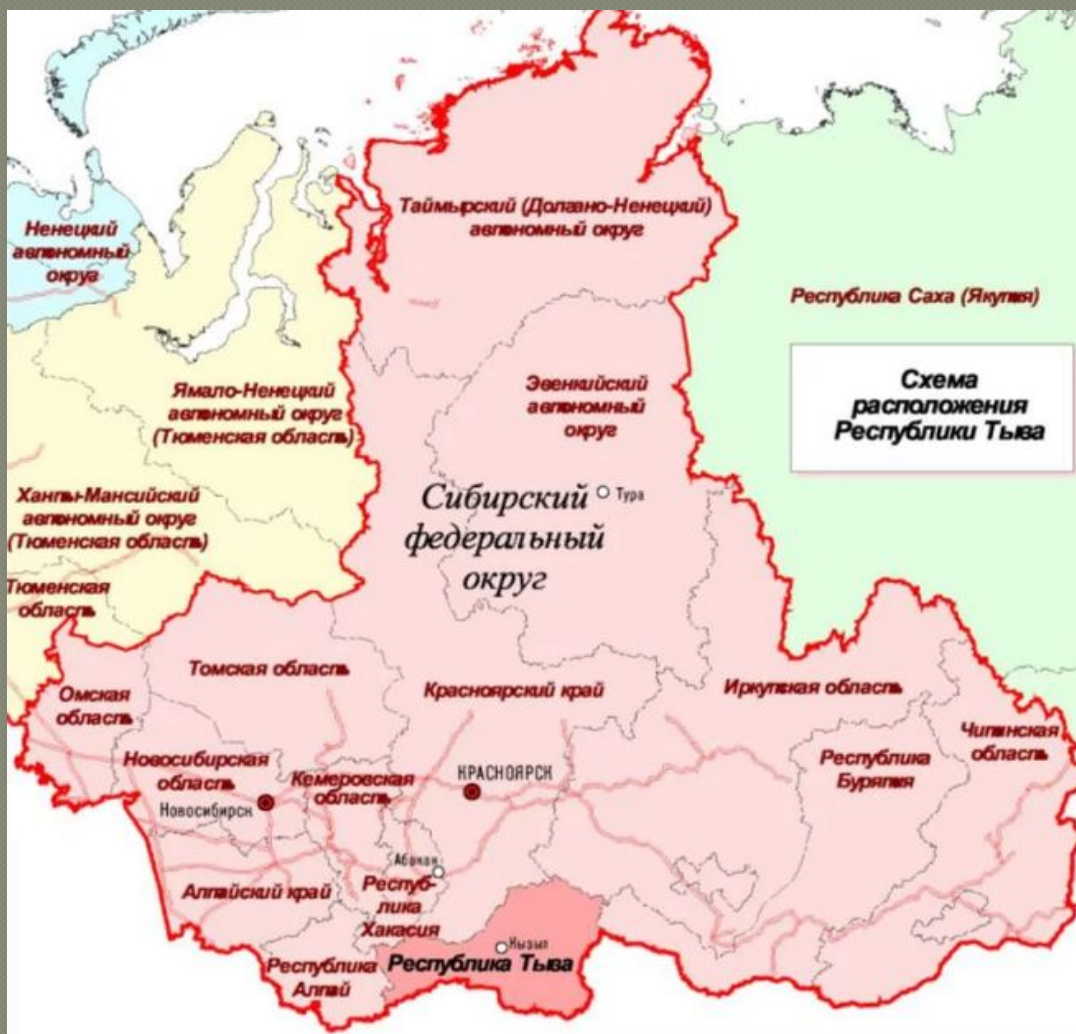 Таймырский (Долгано-Ненецкий)
автономный округ
Ненецкий
автономный
округ
Республика Саха (Якутия)
Схема
расположения
Республики Тыва
Ямало-Ненецкий
автономный округ
(Тюменская область)
Эвенкийский
автономный
округ
Ханты-Мансийский
автономный округ
(Тюменская область)
Сибирский
федеральный
округ
Тура
Тюменская
область
Томская область
Омская
область
Красноярский край
Иркутская область
Читинская
область
Новосибирская
область
Новосибирск
Кемеровская
область
КРАСНОЯРСК
Республика
Бурятия
Абакан
Алтайский край
Респуб-
лика
Хакасия
Кызыл
Республика Тыва
Республика
Алтай